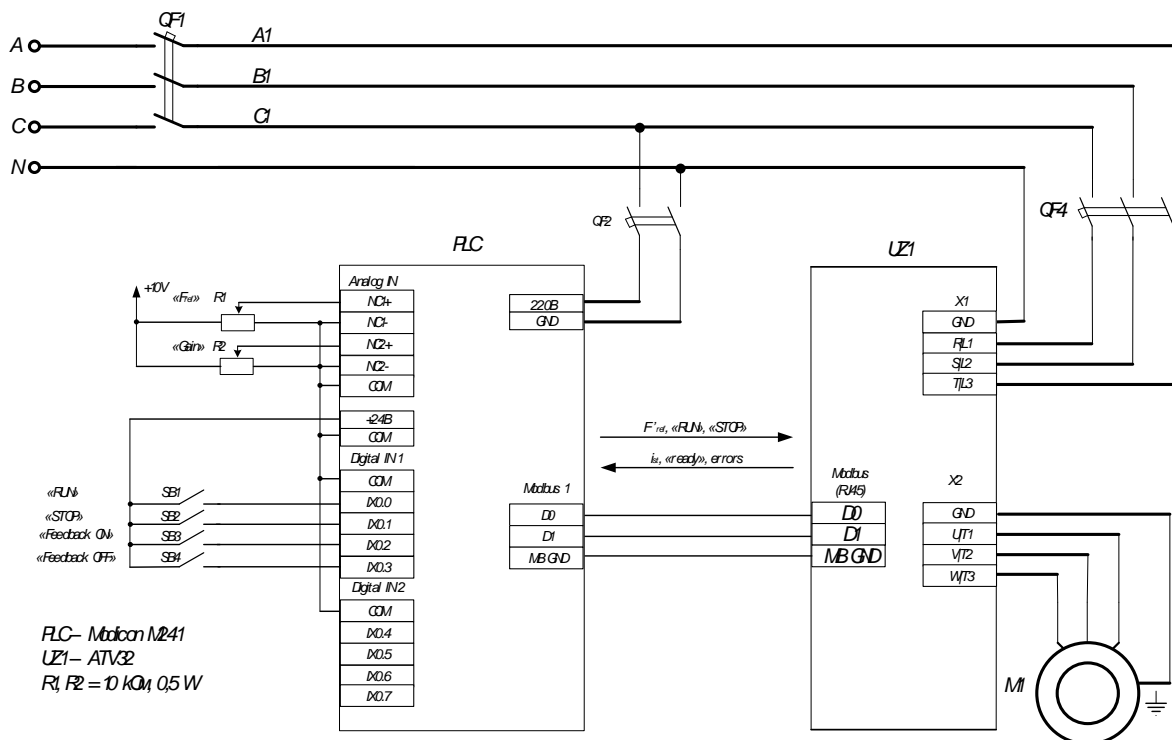 QF1
A
A1
B
B1
C
C1
N
QF2
QF4
PLC
UZ1
+10V
«Fref» R1
«Gain» R2
Analog IN
NC1+
NC1-
NC2+
NC2-
COM
+24В
COM
Digital IN 1
COM
IX0.0
IX0.1
IX0.2
IX0.3
Digital IN 2
COM
IX0.4
IX0.5
IX0.6
IX0.7
«RUN» SB1
«STOP» SB2
«Feedback ON» SB3
«Feedback OFF» SB4
220В
GND
Modbus 1
D0
D1
MB GND
F'ref, «RUN», «STOP»
«ready», errors
Modbus
(RJ45)
D0
D1
MB GND
X1
GND
R/L1
S/L2
T/L3
X2
GND
U/T1
V/T2
W/T3
M1
PLC – Modicon M241
UZ1 – ATV32
R1, R2 = 10 kОм, 0,5 W